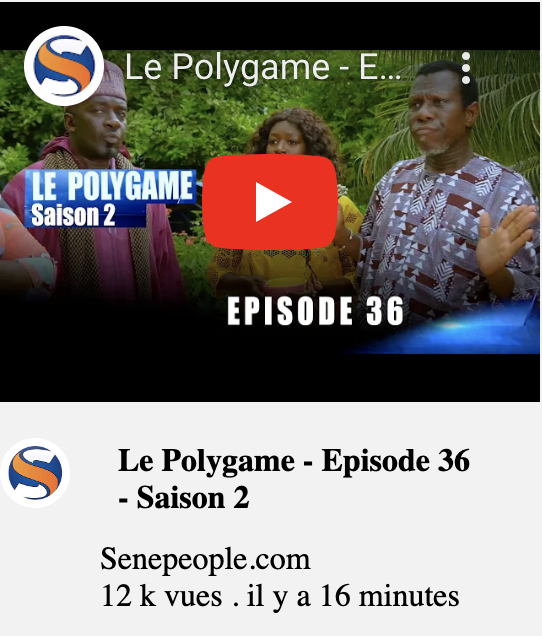 Le Polygame - E...
LE POLYGAME
Saison 2
EPISODE 36
Le Polygame - Episode 36
- Saison 2
Senepeople.com
12 k vues . il y a 16 minutes